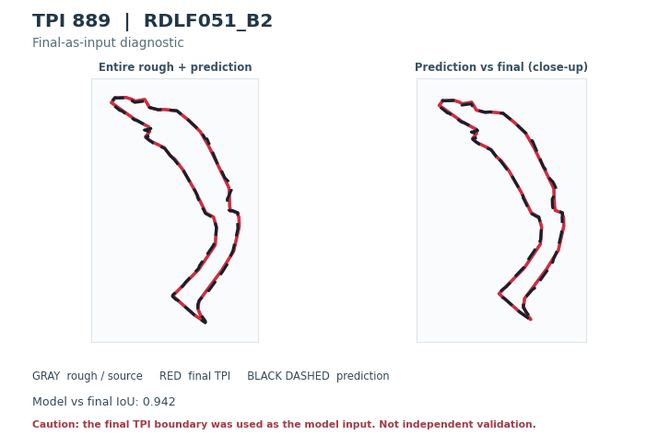 TPI 889 | RDLF051_B2
Final-as-input diagnostic
Entire rough + prediction
Prediction vs final (close-up)
GRAY rough / source RED final TPI BLACK DASHED prediction
Model vs final IoU: 0.942
Caution: the final TPI boundary was used as the model input. Not independent validation.